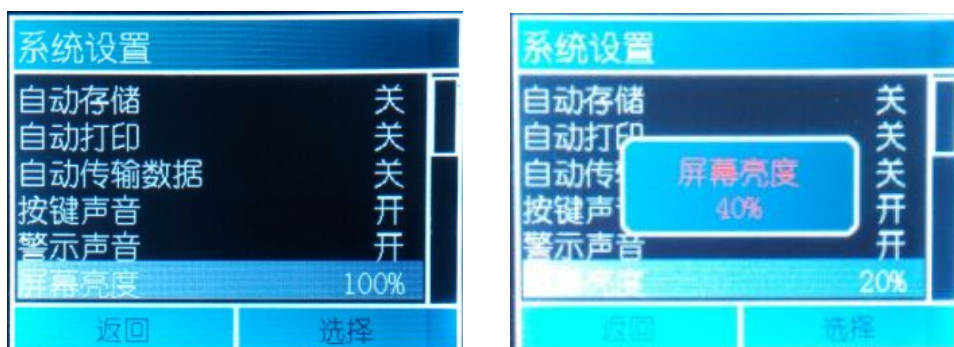 系统设置
自动存储 关
自动打印 关
自动传输数据 关
按键声音 开
警示声音 开
屏幕亮度 100%
返回 选择
系统设置
自动存储 关
自动打印 关
自动传 关
按键声 开
警示声音 开
屏幕亮度 20%
屏幕亮度
40%
返回 选择